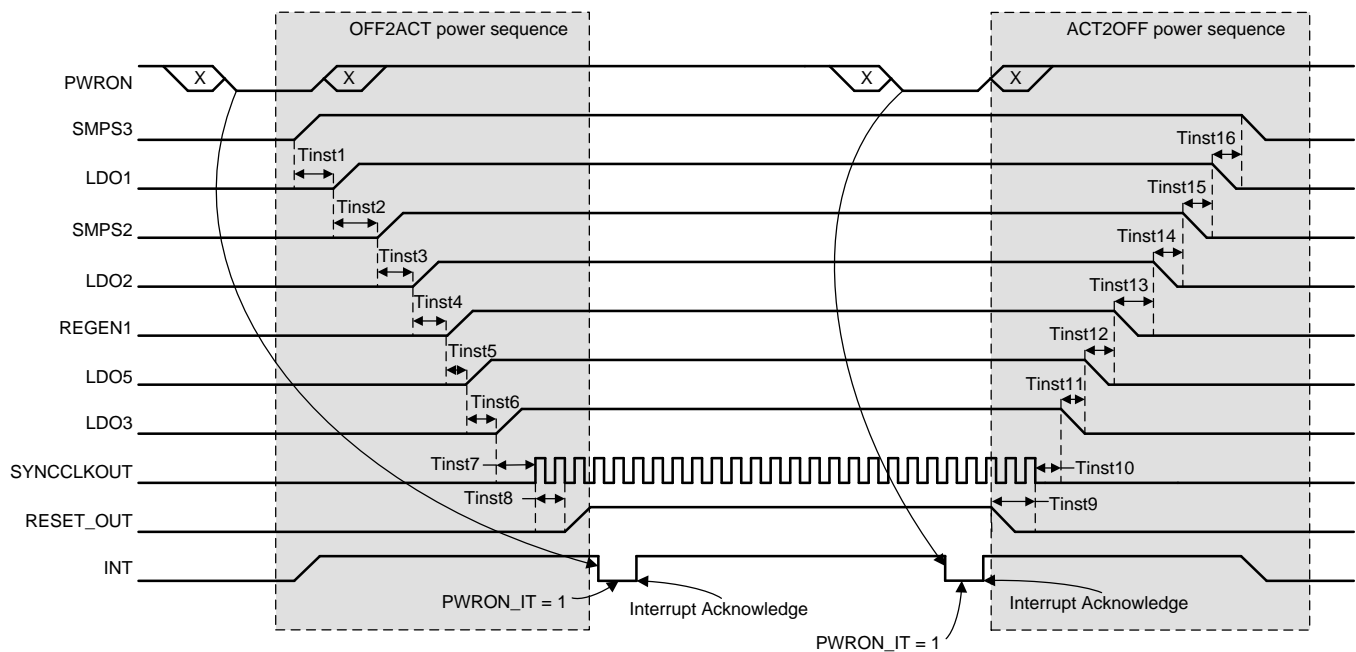 OFF2ACT power sequence
ACT2OFF power sequence
PWRON
X
X
X
X
SMPS3
Tinst1
Tinst16
LDO1
Tinst2
Tinst15
SMPS2
Tinst3
Tinst14
LDO2
Tinst4
Tinst13
REGEN1
Tinst5
Tinst12
LDO5
Tinst6
Tinst11
LDO3
Tinst7
Tinst10
SYNCCLKOUT
Tinst8
Tinst9
RESET_OUT
INT
PWRON_IT = 1
Interrupt Acknowledge
Interrupt Acknowledge
PWRON_IT = 1